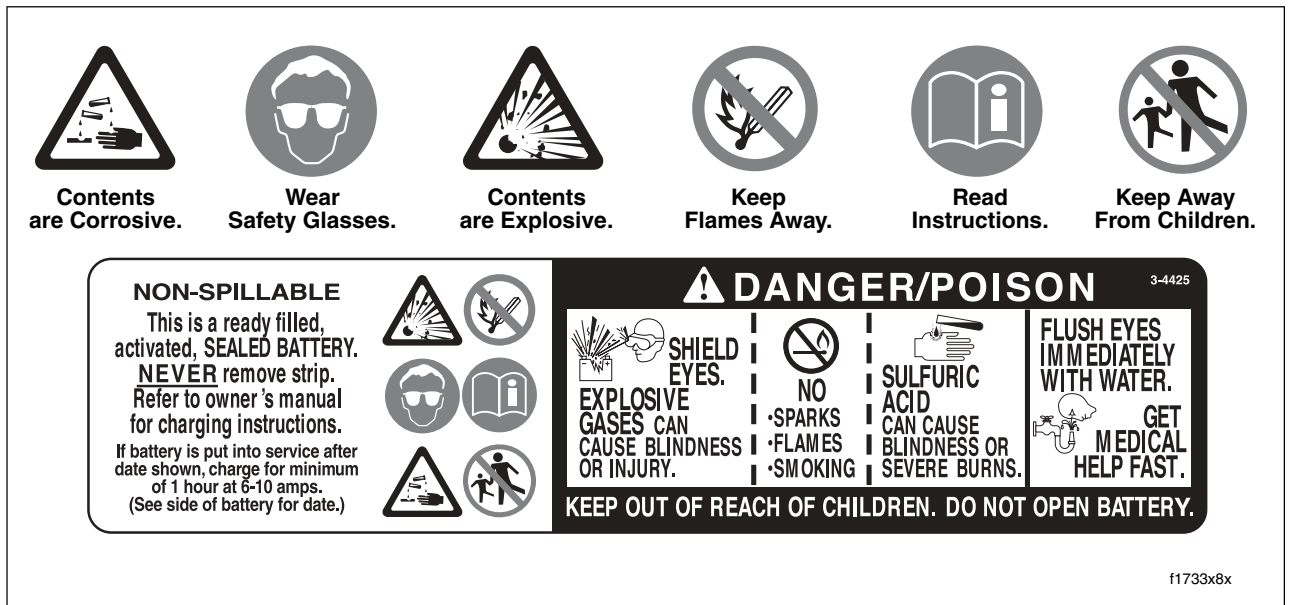 Contents
are Corrosive.
Wear
Safety Glasses.
Contents
are Explosive.
Keep
Flames Away.
Read
Instructions.
Keep Away
From Children.
NON-SPILLABLE
This is a ready filled,
activated, SEALED BATTERY.
NEVER remove strip.
Refer to owner's manual
for charging instructions.
If battery is put into service after
date shown, charge for minimum
of 1 hour at 6-10 amps.
(See side of battery for date.)
DANGER/POISON
3-4425
SHIELD
EYES.
EXPLOSIVE
GASES CAN
CAUSE BLINDNESS
OR INJURY.
NO
•SPARKS
•FLAMES
•SMOKING
SULFURIC
ACID
CAN CAUSE
BLINDNESS OR
SEVERE BURNS.
FLUSH EYES
IMMEDIATELY
WITH WATER.
GET
MEDICAL
HELP FAST.
KEEP OUT OF REACH OF CHILDREN. DO NOT OPEN BATTERY.
f1733x8x